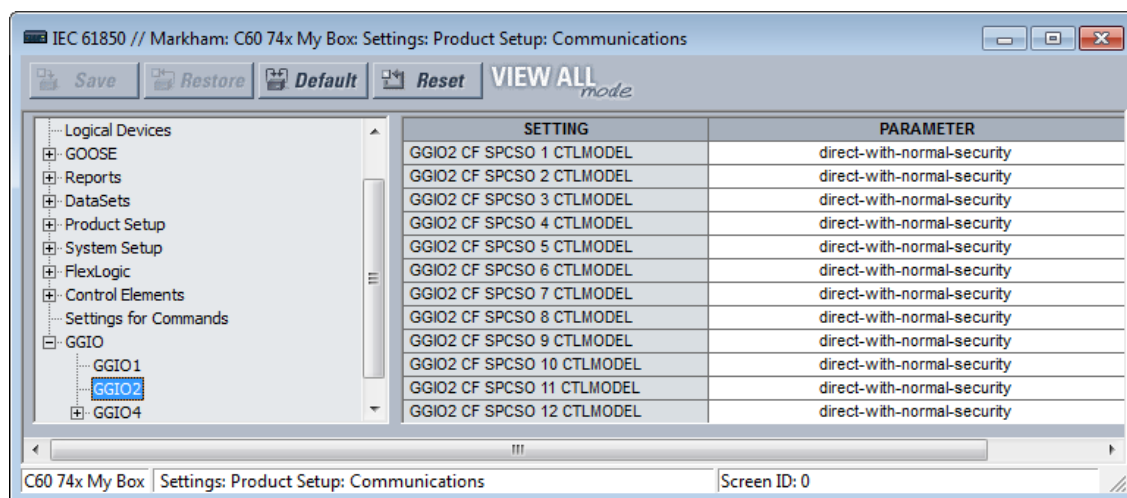 IEC 61850 // Markham: C60 74x My Box: Settings: Product Setup: Communications
Save Restore Default Reset VIEW ALL mode
Logical Devices
GOOSE
Reports
DataSets
Product Setup
System Setup
FlexLogic
Control Elements
Settings for Commands
GGIO
GGIO1
GGIO2
GGIO4
SETTING PARAMETER
GGIO2 CF SPCSO 1 CTLMODEL direct-with-normal-security
GGIO2 CF SPCSO 2 CTLMODEL direct-with-normal-security
GGIO2 CF SPCSO 3 CTLMODEL direct-with-normal-security
GGIO2 CF SPCSO 4 CTLMODEL direct-with-normal-security
GGIO2 CF SPCSO 5 CTLMODEL direct-with-normal-security
GGIO2 CF SPCSO 6 CTLMODEL direct-with-normal-security
GGIO2 CF SPCSO 7 CTLMODEL direct-with-normal-security
GGIO2 CF SPCSO 8 CTLMODEL direct-with-normal-security
GGIO2 CF SPCSO 9 CTLMODEL direct-with-normal-security
GGIO2 CF SPCSO 10 CTLMODEL direct-with-normal-security
GGIO2 CF SPCSO 11 CTLMODEL direct-with-normal-security
GGIO2 CF SPCSO 12 CTLMODEL direct-with-normal-security
C60 74x My Box Settings: Product Setup: Communications Screen ID: 0